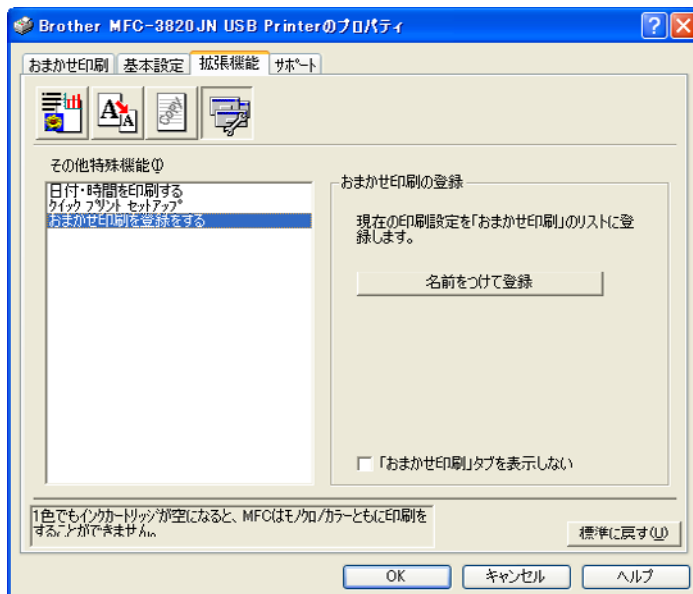 Brother MFC-3820JN USB Printerのプロパティ
おまかせ印刷 基本設定 拡張機能 サポート
その他特殊機能(I)
日付・時間を印刷する
クイック プリント セットアップ
おまかせ印刷を登録をする
おまかせ印刷の登録
現在の印刷設定を「おまかせ印刷」のリストに登
録します。
名前をつけて登録
「おまかせ印刷」タブを表示しない
1色でもインクカートリッジが空になると、MFCはモノクロ/カラーともに印刷を
することができません。
標準に戻す(U)
OK キャンセル ヘルプ